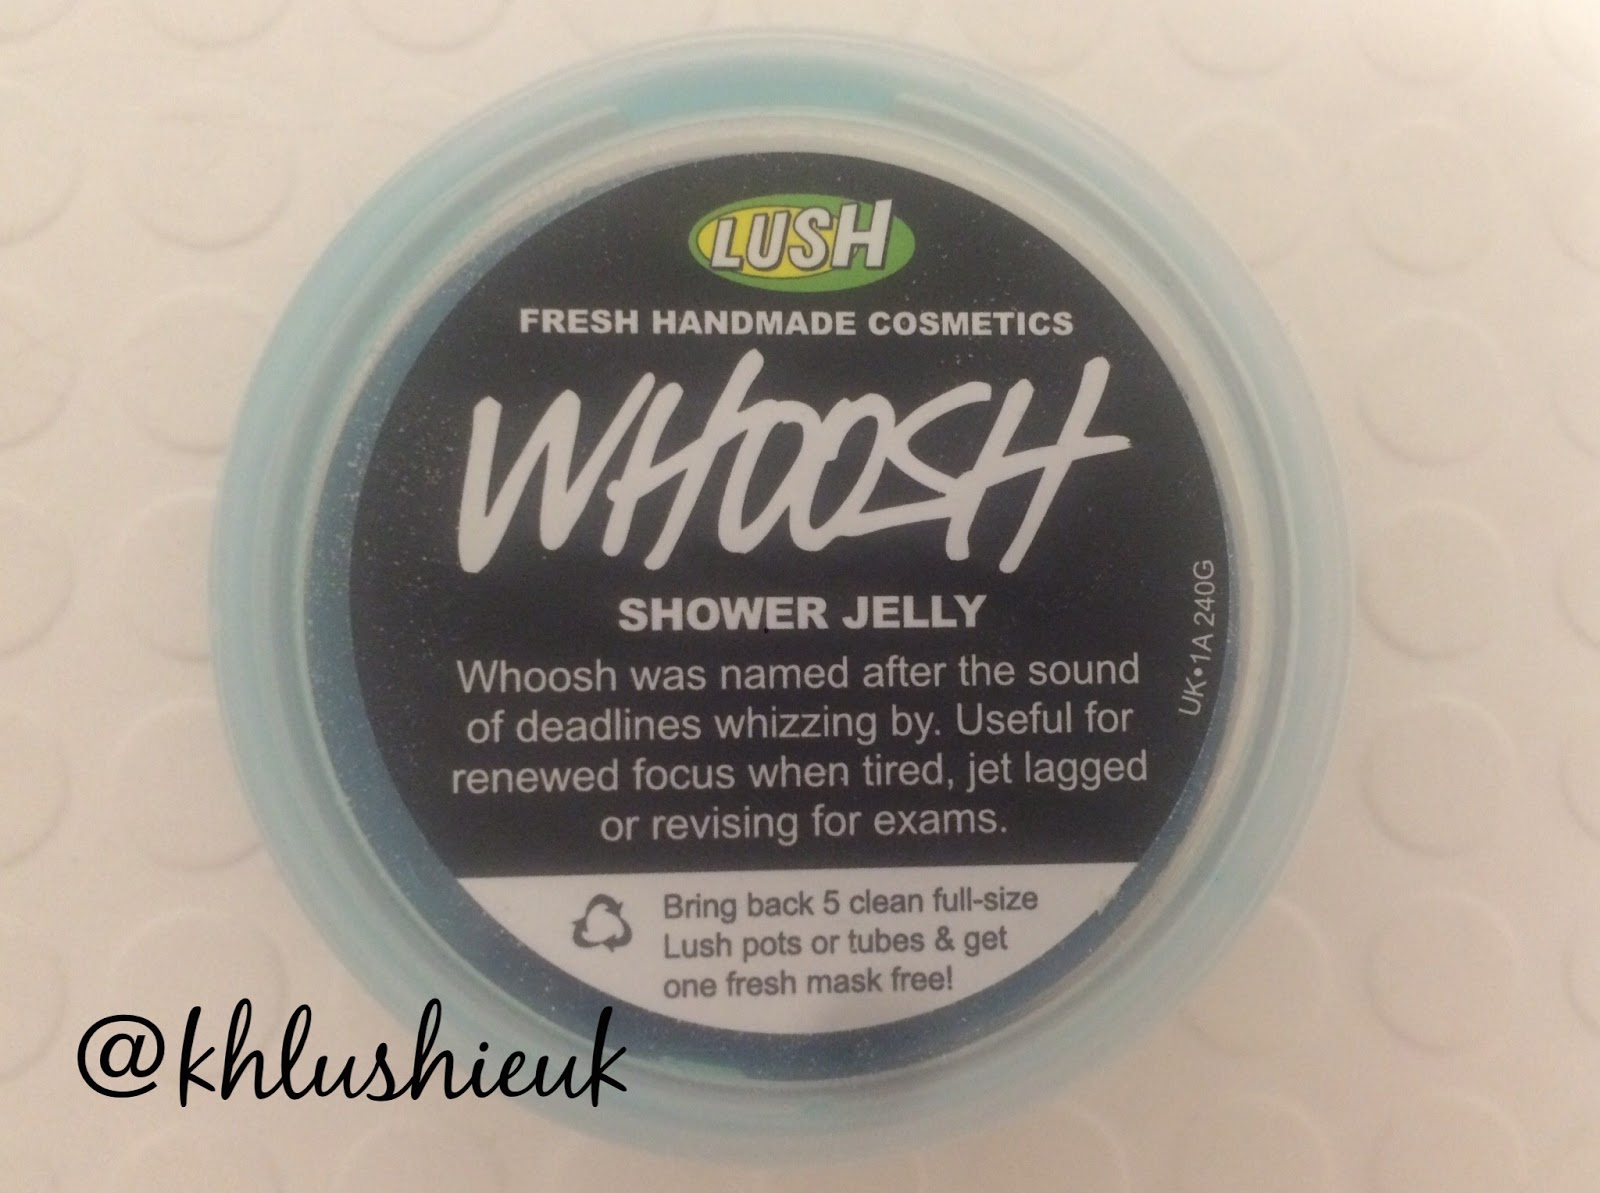 LUSH
FRESH HANDMADE COSMETICS
WHOOSH
SHOWER JELLY
Whoosh was named after the sound
of deadlines whizzing by. Useful for
renewed focus when tired, jet lagged
or revising for exams.
UK•1A 240G
Bring back 5 clean full-size
Lush pots or tubes & get
one fresh mask free!
@khlushieuk